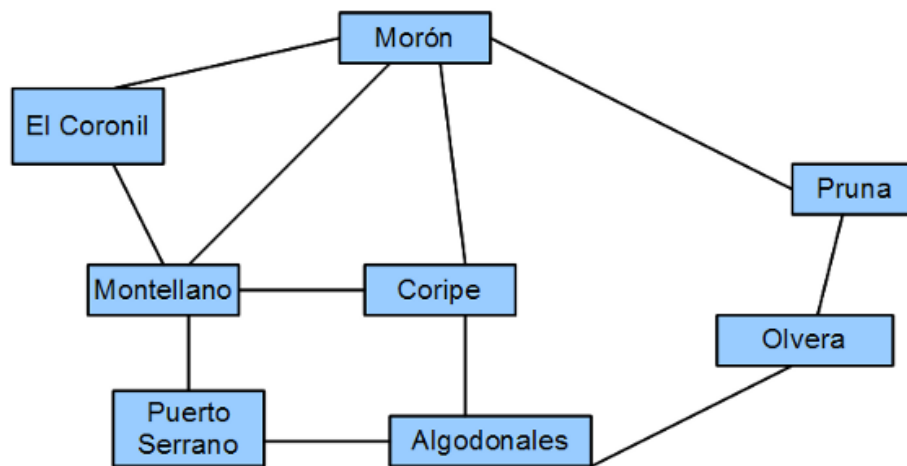 Morón
El Coronil
Pruna
Montellano
Coripe
Olvera
Puerto
Serrano
Algodonales